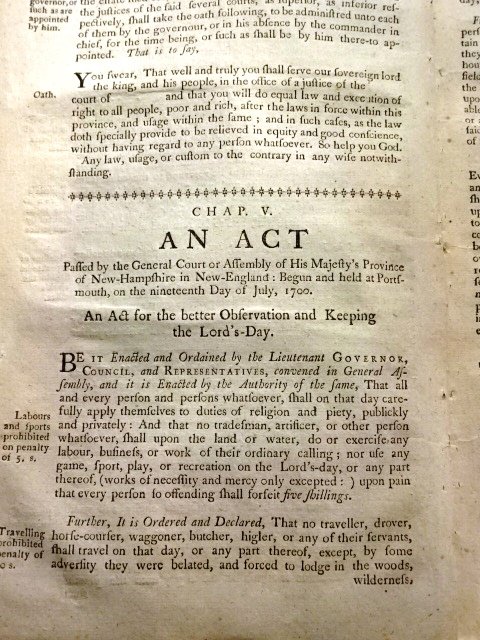 governor, or
ſuch as are
appointed
by him.
the juſtices of the ſaid ſeveral courts, as ſuperior, as inferior reſ-
pectively, ſhall take the oath following, to be adminiſtred unto each
of them by the governour, or in his abſence by the commander in
chief, for the time being, or ſuch as ſhall be by him there-to ap-
pointed. That is to ſay,
Oath.
YOU ſwear, That well and truly you ſhall ſerve our ſovereign lord
the king, and his people, in the office of a juſtice of the
court of and that you will do equal law and execution of
right to all people, poor and rich, after the laws in force within this
province, and uſage within the ſame ; and in ſuch caſes, as the law
doth ſpecially provide to be relieved in equity and good conſcience,
without having regard to any perſon whatſoever. So help you God.
Any law, uſage, or cuſtom to the contrary in any wiſe notwith-
ſtanding.
CHAP. V.
AN ACT
Paſſed by the General Court or Aſſembly of His Majeſty's Province
of New-Hampſhire in New-England : Begun and held at Portſ-
mouth, on the nineteenth Day of July, 1700.
An Act for the better Obſervation and Keeping
the Lord's-Day.
BE IT Enacted and Ordained by the Lieutenant GOVERNOR,
COUNCIL, and REPRESENTATIVES, convened in General Aſ-
ſembly, and it is Enacted by the Authority of the ſame, That all
and every perſon and perſons whatſoever, ſhall on that day care-
fully apply themſelves to duties of religion and piety, publickly
and privately : And that no tradeſman, artificer, or other perſon
whatſoever, ſhall upon the land or water, do or exerciſe any
labour, buſineſs, or work of their ordinary calling ; nor uſe any
game, ſport, play, or recreation on the Lord's-day, or any part
thereof, (works of neceſſity and mercy only excepted : ) upon pain
that every perſon ſo offending ſhall forfeit five ſhillings.
Labours
and ſports
prohibited
on penalty
of 5. s.
Further, It is Ordered and Declared, That no traveller, drover,
horſe-courſer, waggoner, butcher, higler, or any of their ſervants,
ſhall travel on that day, or any part thereof, except, by ſome
adverſity they were belated, and forced to lodge in the woods,
wilderneſs,
Travelling
prohibited
penalty of